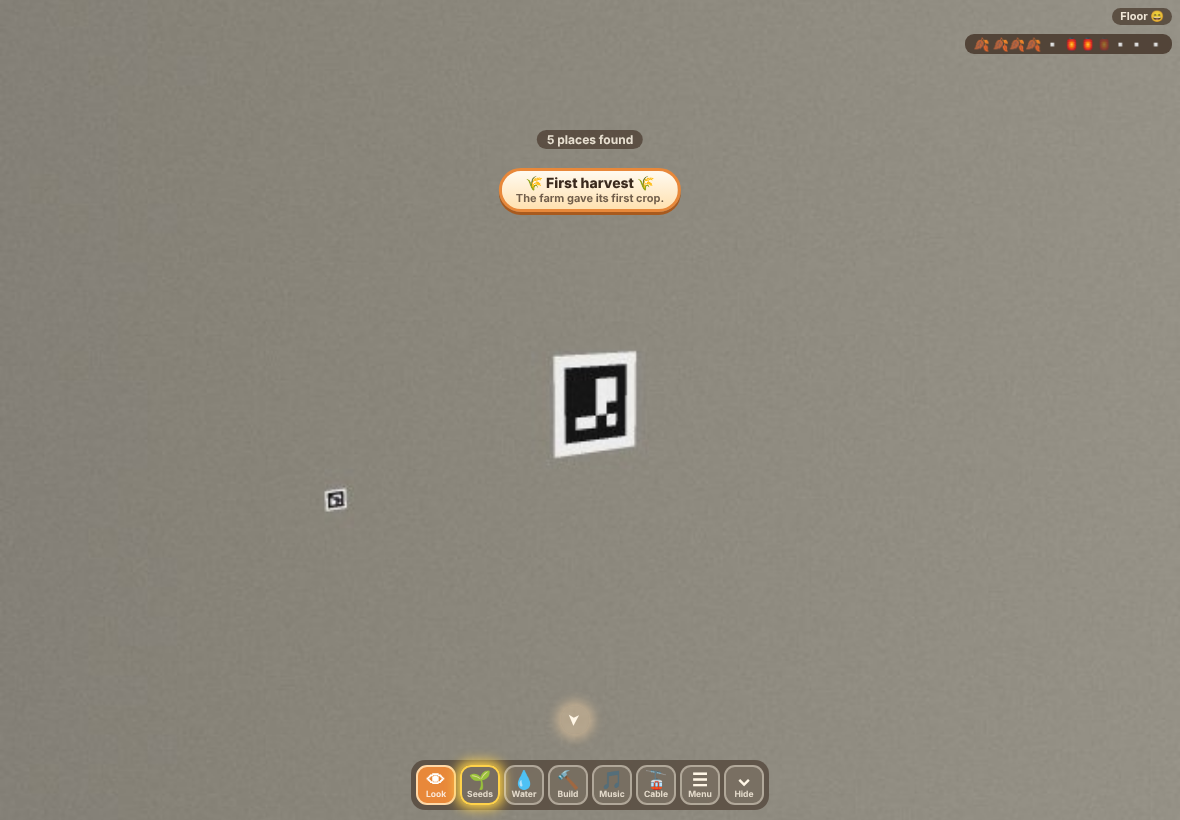 Floor 😄
5 places found
🌾 First harvest 🌾
The farm gave its first crop.
Look
Seeds
Water
Build
Music
Cable
Menu
Hide